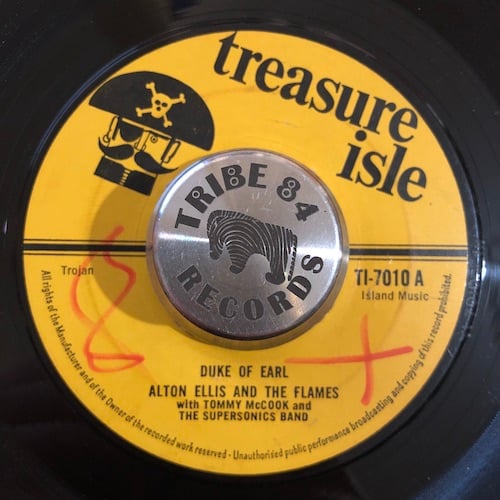 treasure
isle
TRIBE 84
RECORDS
Trojan
TI-7010 A
Island Music
DUKE OF EARL
ALTON ELLIS AND THE FLAMES
with TOMMY McCOOK and
THE SUPERSONICS BAND
All rights of the Manufacturer and of the Owner of the recorded work reserved - Unauthorised public performance broadcasting and copying of this record prohibited.